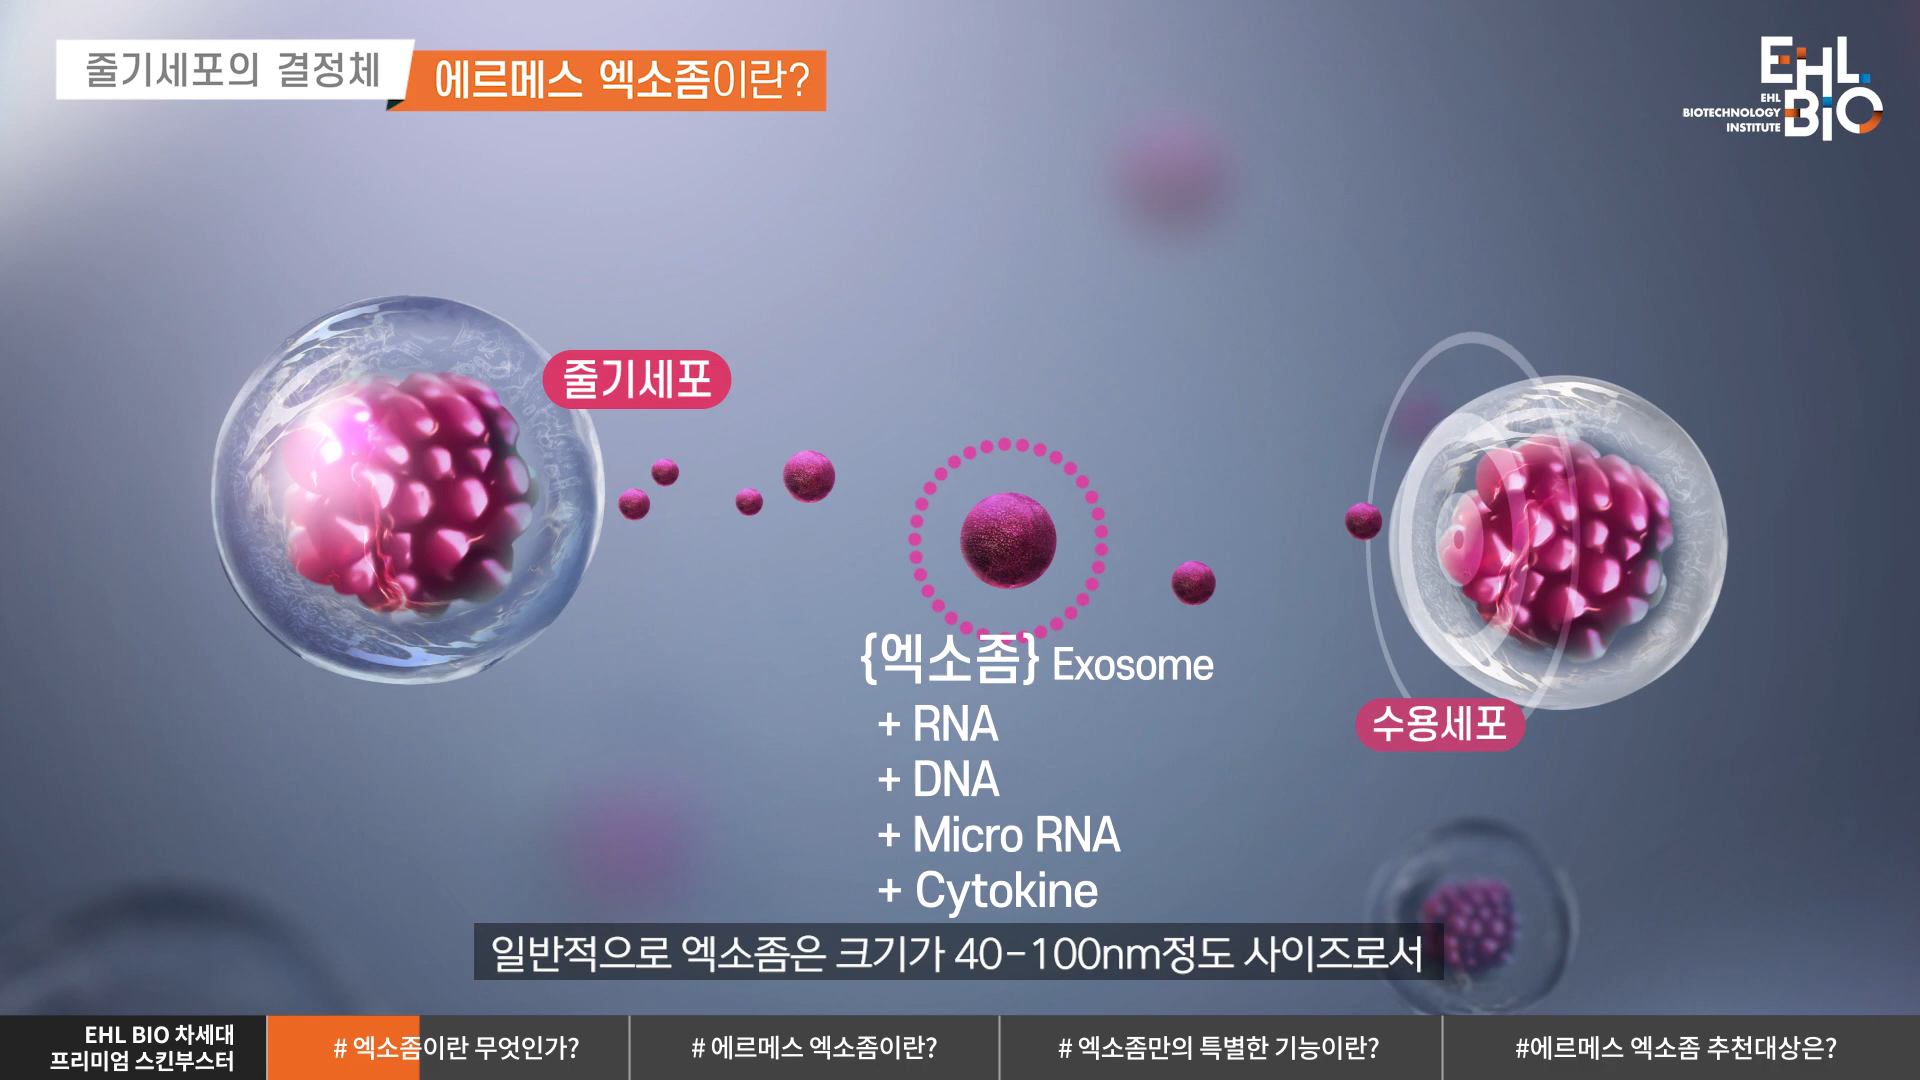 줄기세포의 결정체
에르메스 엑소좀이란?
EHL
BiO
EHL
BIOTECHNOLOGY
INSTITUTE
줄기세포
{엑소좀} Exosome
+ RNA
+ DNA
+ Micro RNA
+ Cytokine
수용세포
일반적으로 엑소좀은 크기가 40-100nm정도 사이즈로서
EHL BIO 차세대
프리미엄 스킨부스터
# 엑소좀이란 무엇인가?
# 에르메스 엑소좀이란?
# 엑소좀만의 특별한 기능이란?
#에르메스 엑소좀 추천대상은?